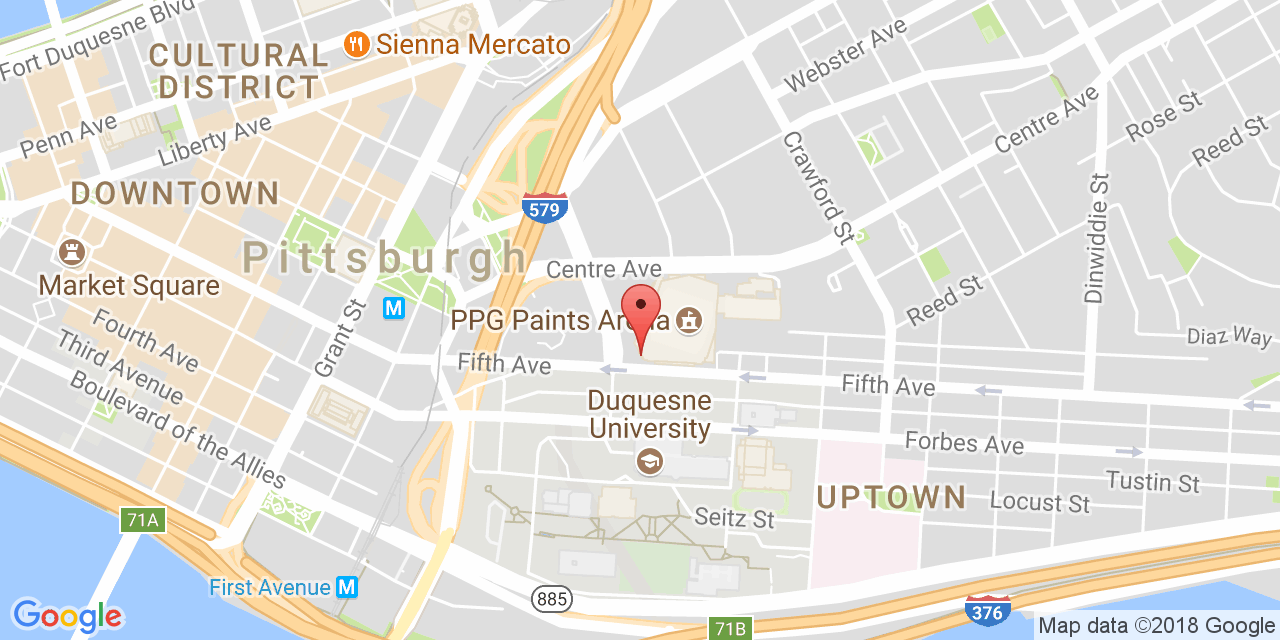 Fort Duquesne Blvd
CULTURAL
DISTRICT
Sienna Mercato
Webster Ave
Penn Ave
Liberty Ave
Centre Ave
Rose St
Reed St
Crawford St
DOWNTOWN
579
Dinwiddie St
Pittsburgh
Market Square
Centre Ave
M
Reed St
PPG Paints Arena
Fourth Ave
Third Avenue
Boulevard of the Allies
Grant St
Fifth Ave
Diaz Way
Fifth Ave
Duquesne
University
Forbes Ave
UPTOWN
Tustin St
Locust St
Seitz St
71A
First Avenue M
885
376
71B
Google
Map data ©2018 Google